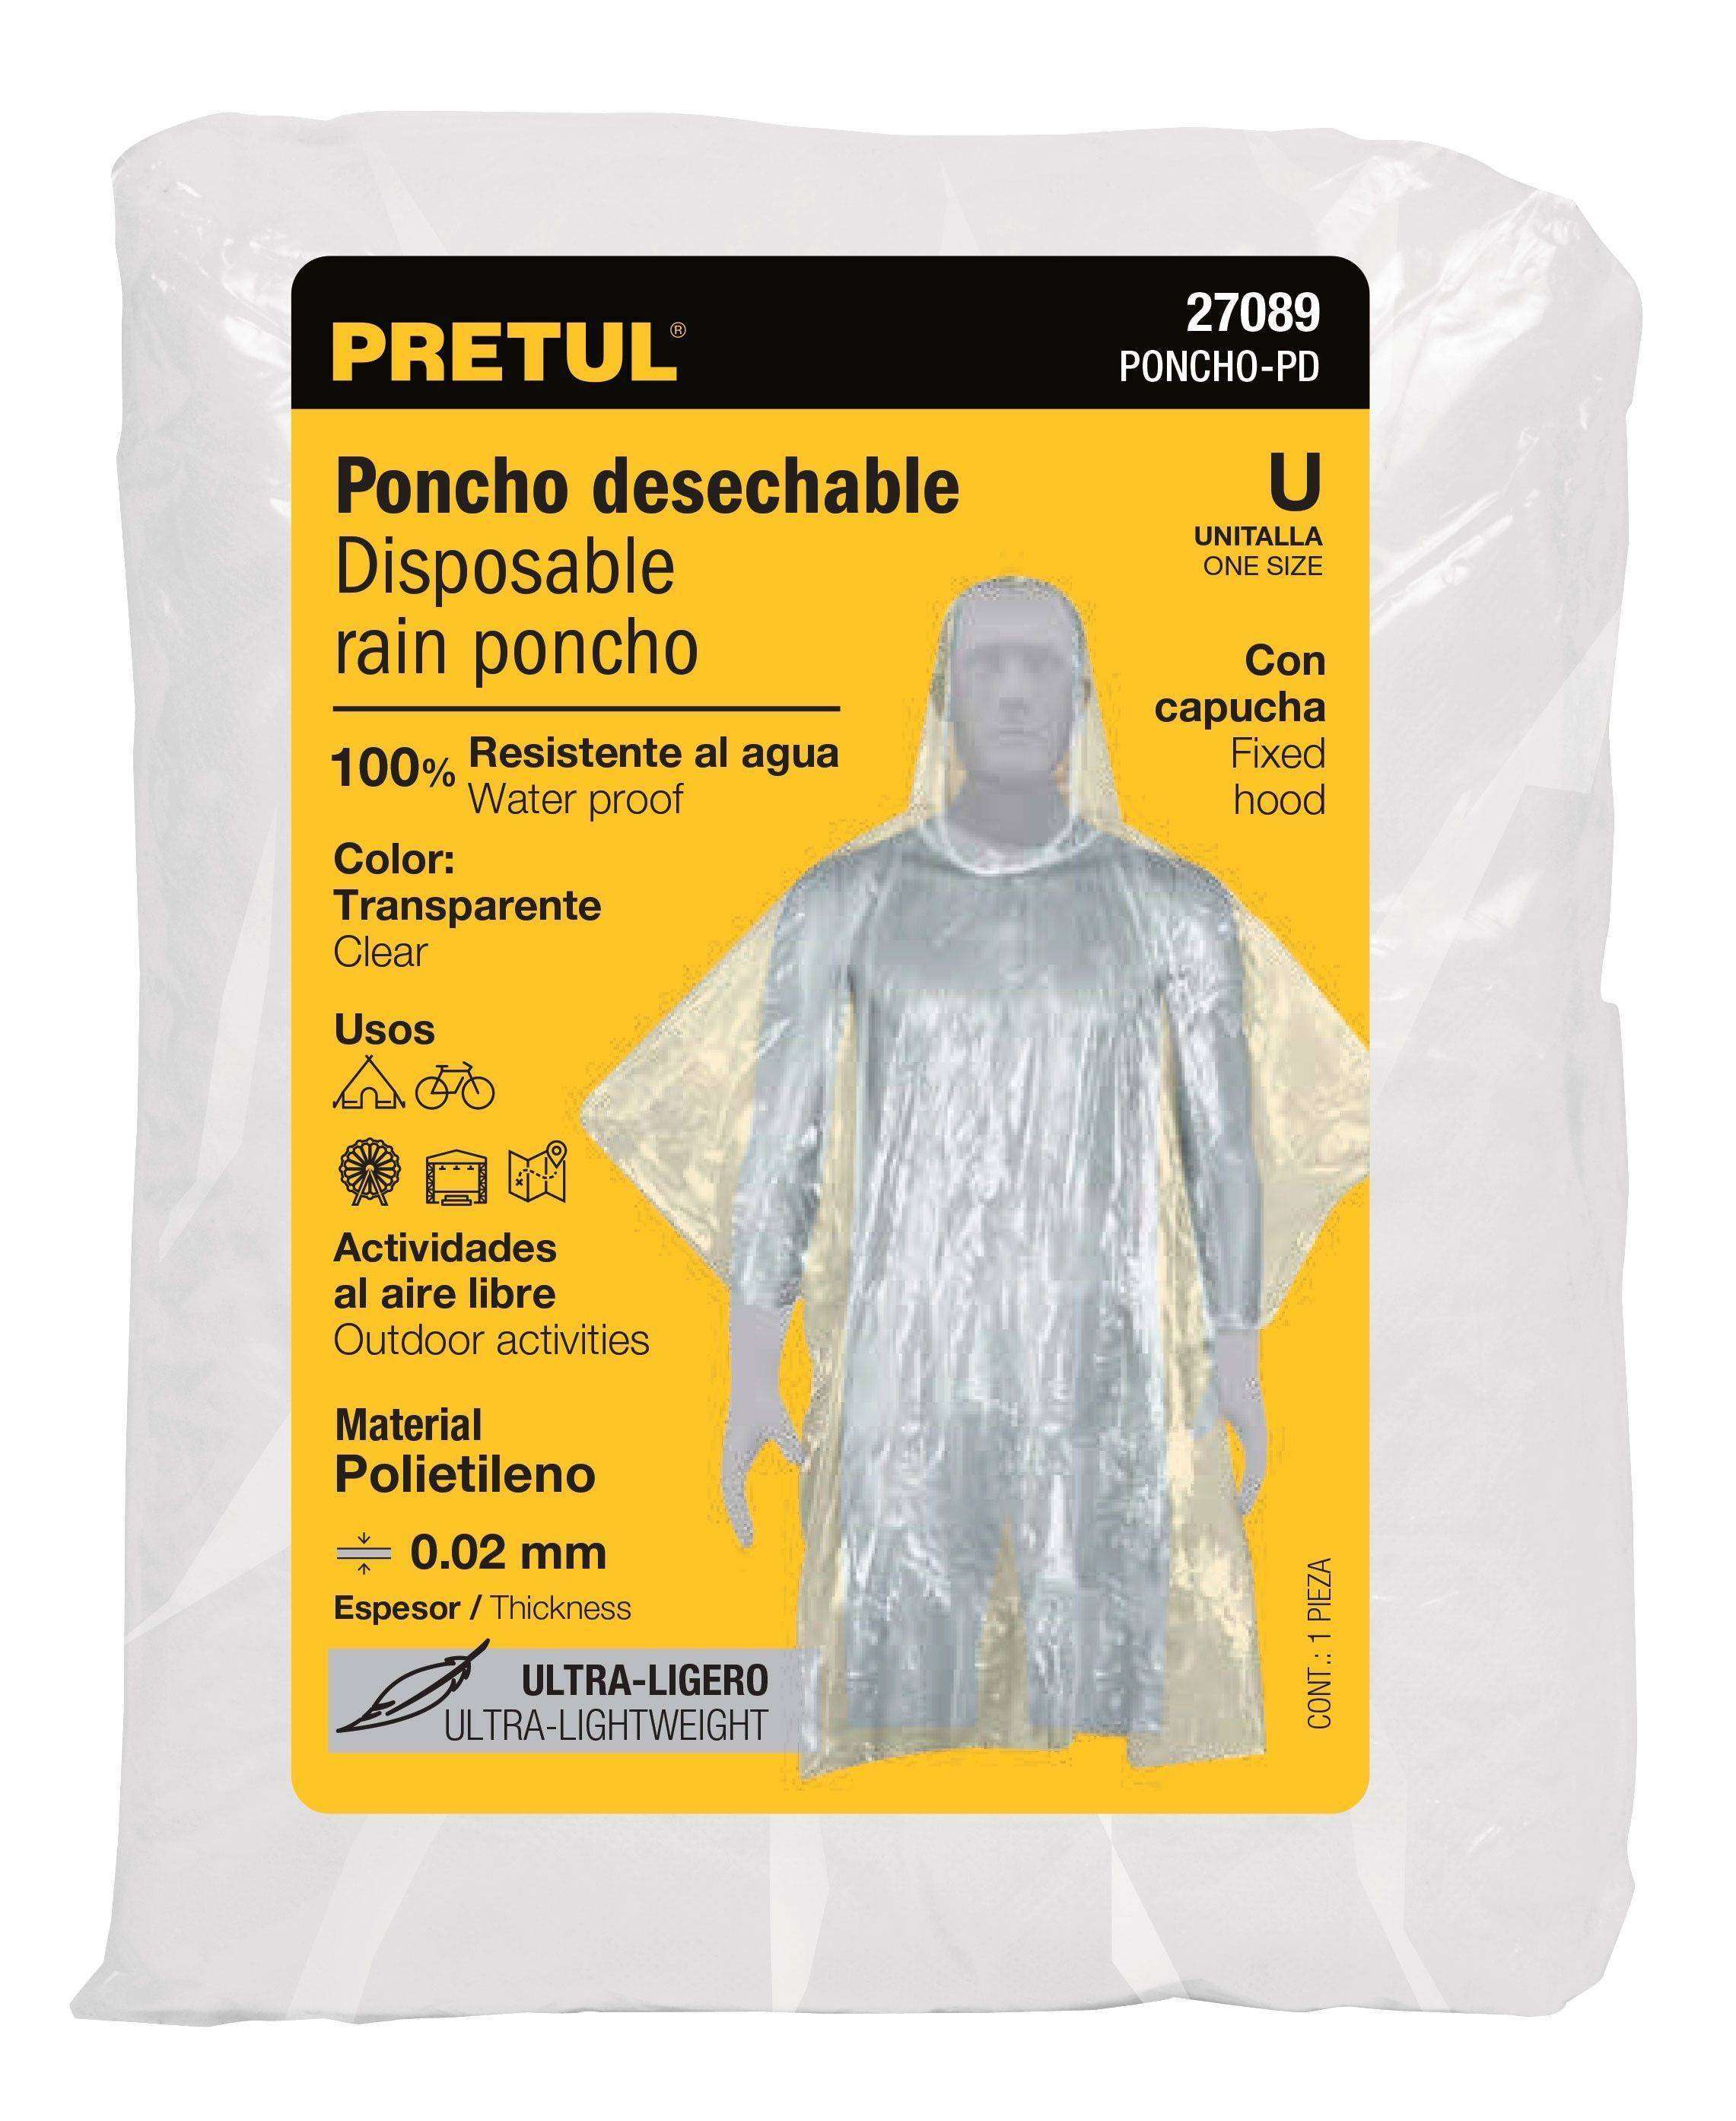 PRETUL®
27089
PONCHO-PD
Poncho desechable
Disposable
rain poncho
U
UNITALLA
ONE SIZE
Con
capucha
Fixed
hood
100% Resistente al agua
Water proof
Color:
Transparente
Clear
Usos
Actividades
al aire libre
Outdoor activities
Material
Polietileno
0.02 mm
Espesor / Thickness
ULTRA-LIGERO
ULTRA-LIGHTWEIGHT
CONT.: 1 PIEZA